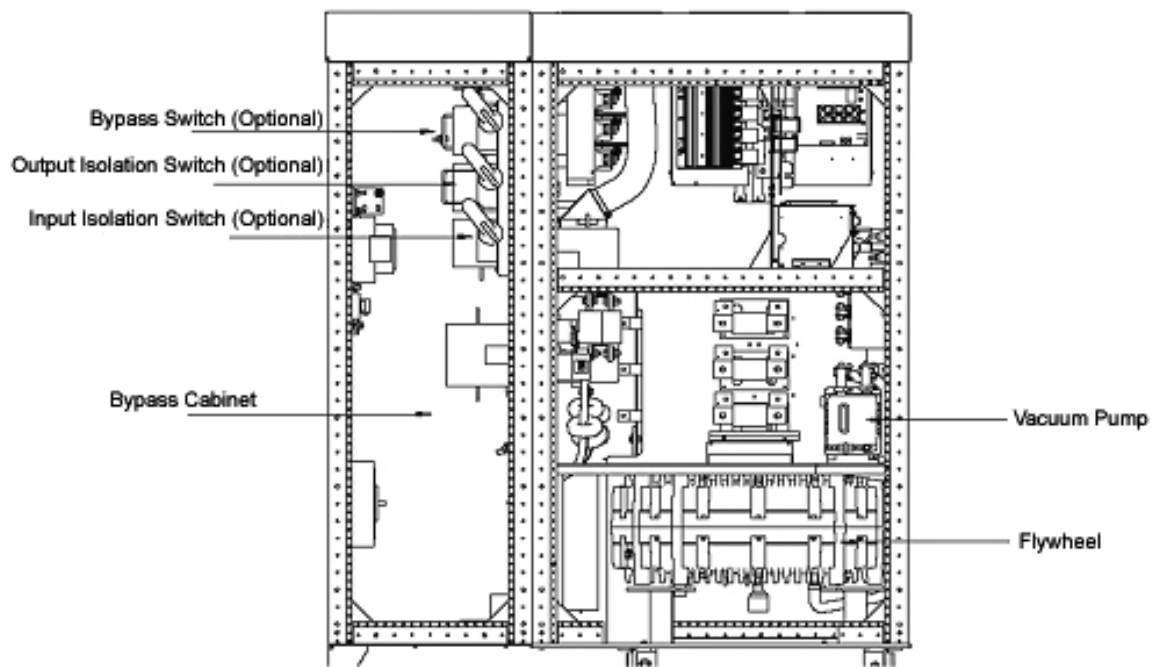 Bypass Switch (Optional)
Output Isolation Switch (Optional)
Input Isolation Switch (Optional)
Bypass Cabinet
Vacuum Pump
Flywheel